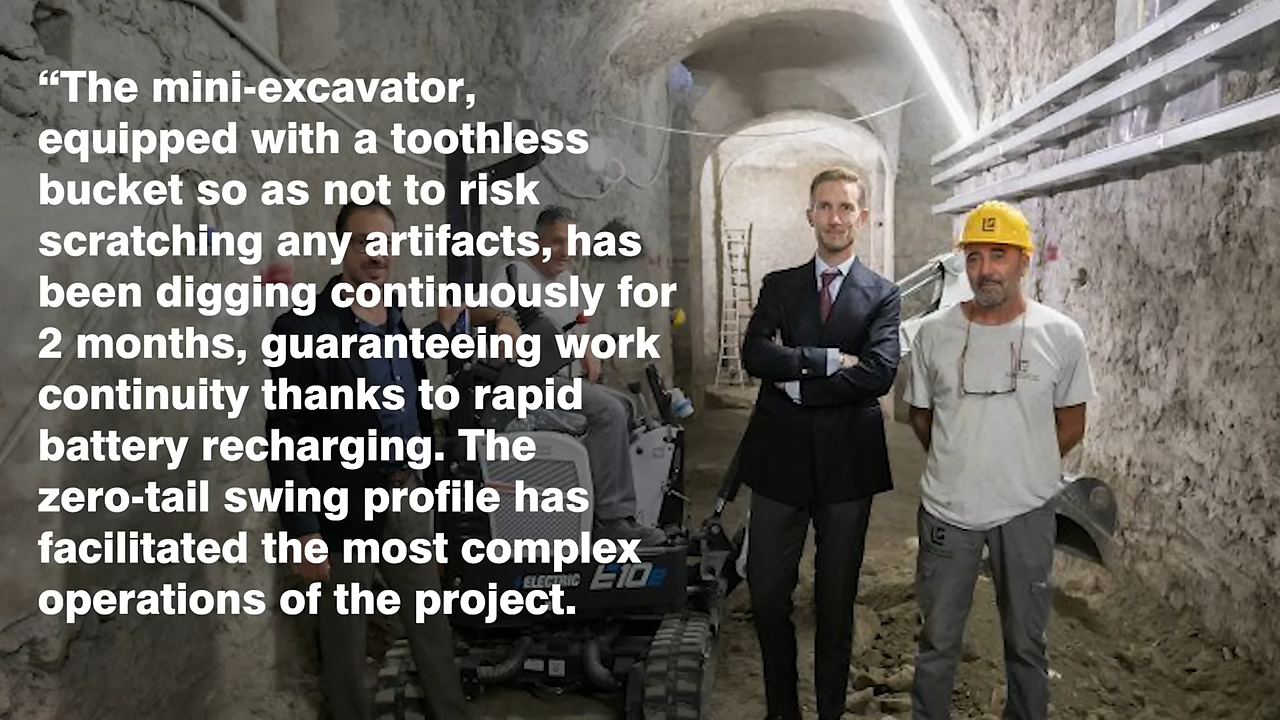 “The mini-excavator,
equipped with a toothless
bucket so as not to risk
scratching any artifacts, has
been digging continuously for
2 months, guaranteeing work
continuity thanks to rapid
battery recharging. The
zero-tail swing profile has
facilitated the most complex
operations of the project.
ELECTRIC E10e